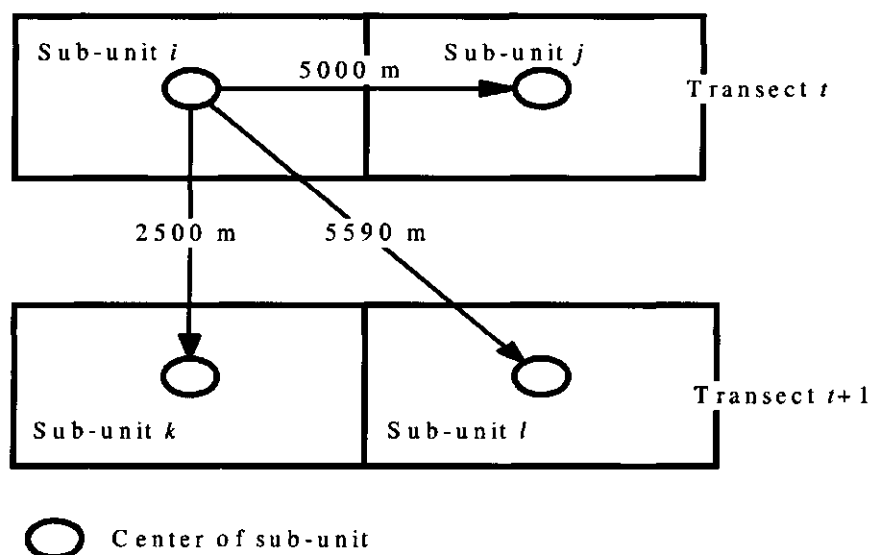 Sub-unit i
Sub-unit j
5000 m
Transect t
2500 m
5590 m
Transect t+1
Sub-unit k
Sub-unit l
Center of sub-unit